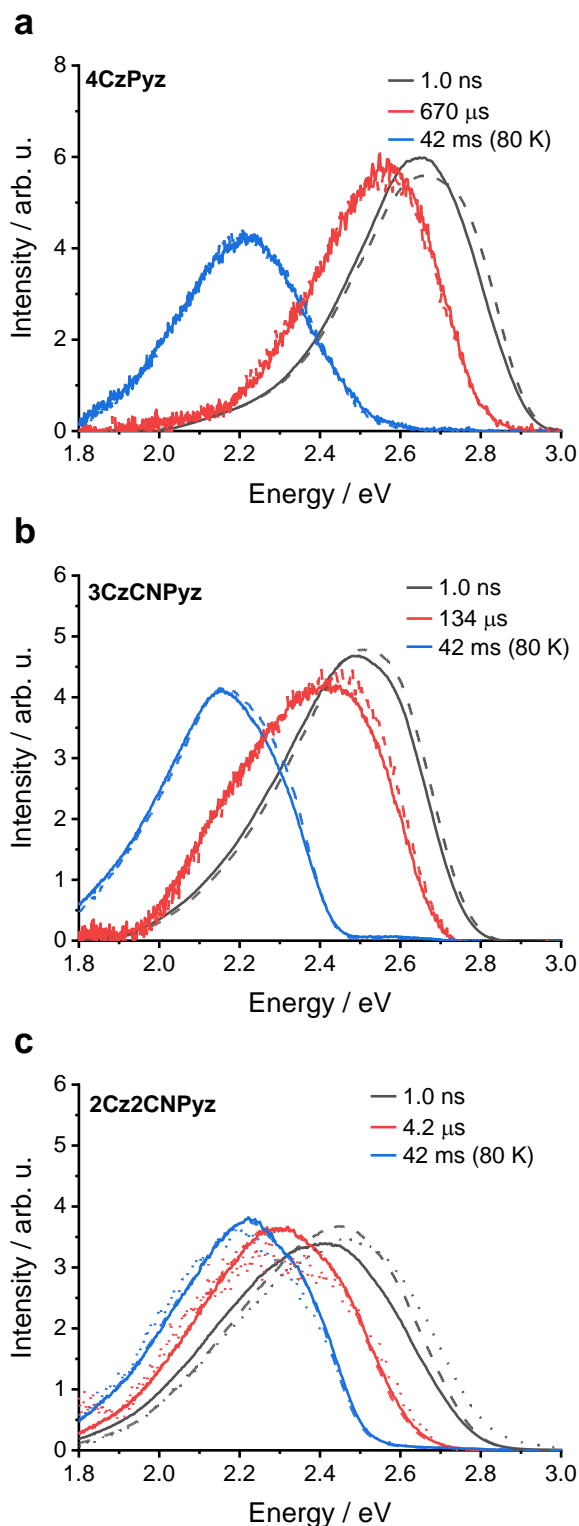 a
4CzPyz
1.0 ns
670 μs
42 ms (80 K)
8
6
4
2
0
Intensity / arb. u.
1.8 2.0 2.2 2.4 2.6 2.8 3.0
Energy / eV
b
3CzCNPyz
1.0 ns
134 μs
42 ms (80 K)
6
5
4
3
2
1
0
Intensity / arb. u.
1.8 2.0 2.2 2.4 2.6 2.8 3.0
Energy / eV
c
2Cz2CNPyz
1.0 ns
4.2 μs
42 ms (80 K)
6
5
4
3
2
1
0
Intensity / arb. u.
1.8 2.0 2.2 2.4 2.6 2.8 3.0
Energy / eV